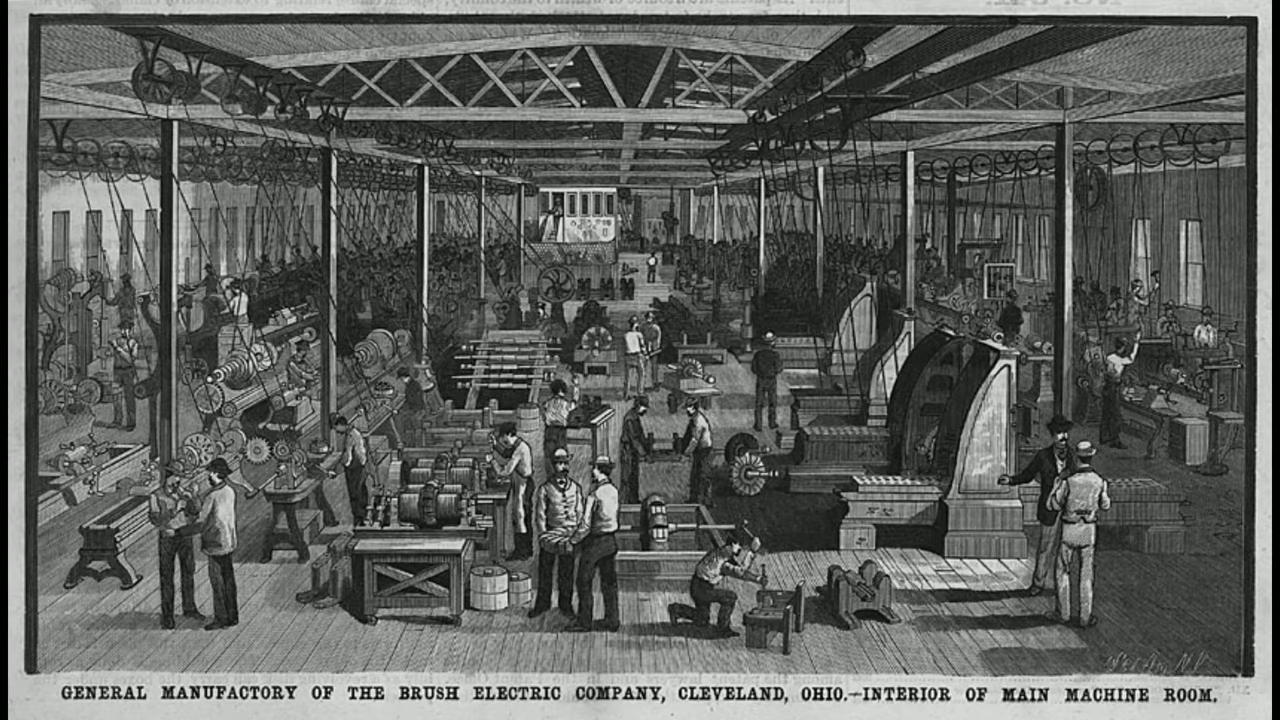 GENERAL MANUFACTORY OF THE BRUSH ELECTRIC COMPANY, CLEVELAND, OHIO.—INTERIOR OF MAIN MACHINE ROOM.